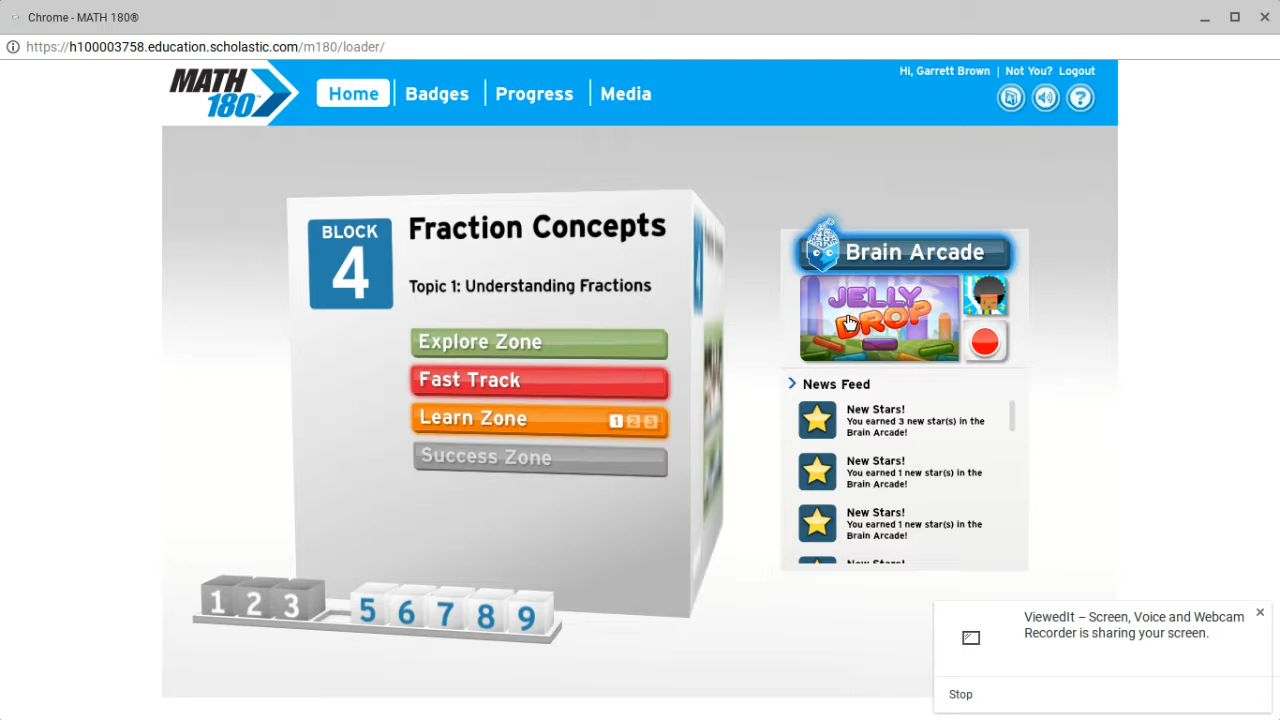 Chrome - MATH 180®
https://h100003758.education.scholastic.com/m180/loader/
MATH 180™
Home
Badges
Progress
Media
Hi, Garrett Brown | Not You? Logout
?
BLOCK
4
Fraction Concepts
Topic 1: Understanding Fractions
Explore Zone
Fast Track
Learn Zone 1 2 3
Success Zone
1 2 3 5 6 7 8 9
Brain Arcade
JELLY
DROP
News Feed
New Stars!
You earned 3 new star(s) in the
Brain Arcade!
New Stars!
You earned 1 new star(s) in the
Brain Arcade!
New Stars!
You earned 1 new star(s) in the
Brain Arcade!
New Stars!
ViewedIt – Screen, Voice and Webcam
Recorder is sharing your screen.
Stop